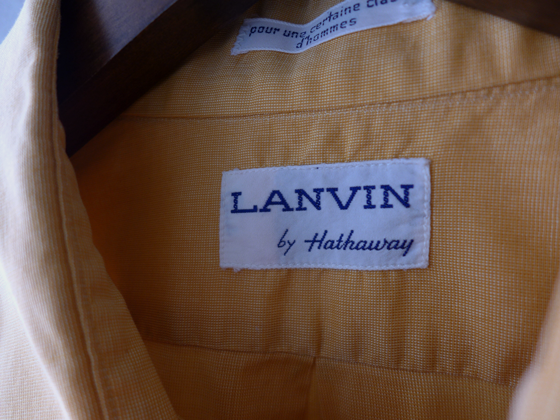 pour une certaine
d'hommes
LANVIN
by Hathaway